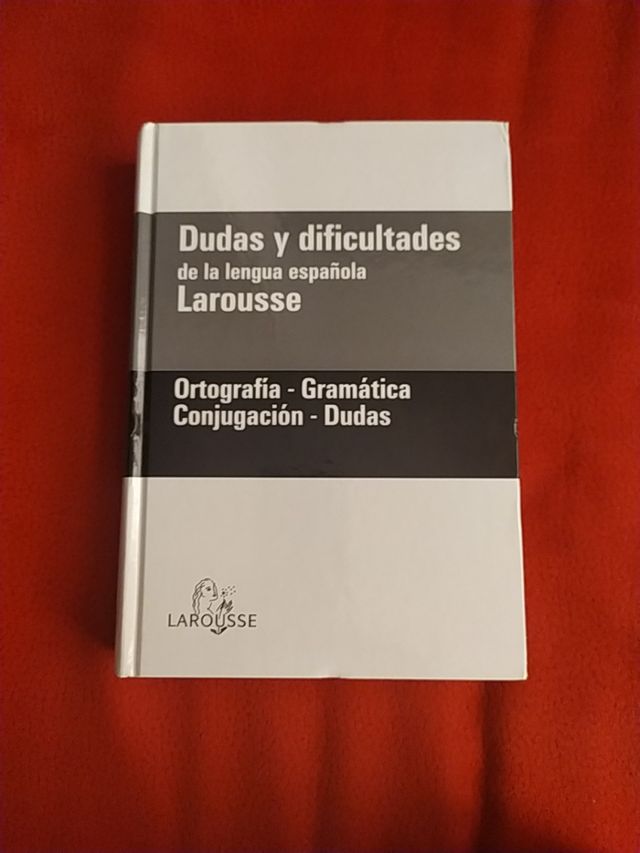 Dudas y dificultades
de la lengua española
Larousse
Ortografía - Gramática
Conjugación - Dudas
LAROUSSE